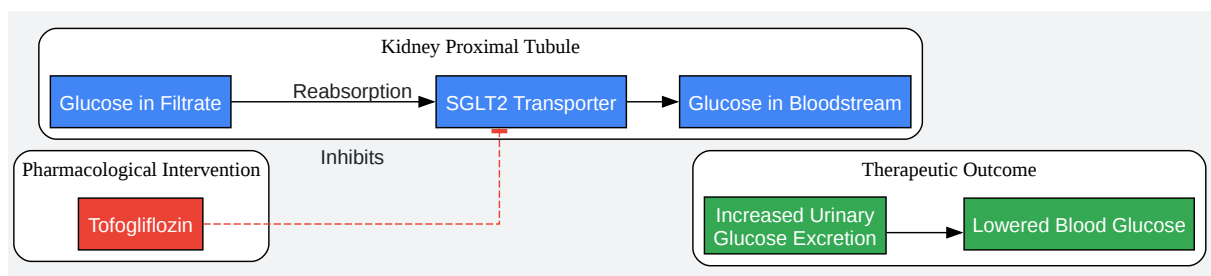 Kidney Proximal Tubule
Glucose in Filtrate
Reabsorption
SGLT2 Transporter
Glucose in Bloodstream
Inhibits
Pharmacological Intervention
Tofogliflozin
Therapeutic Outcome
Increased Urinary
Glucose Excretion
Lowered Blood Glucose